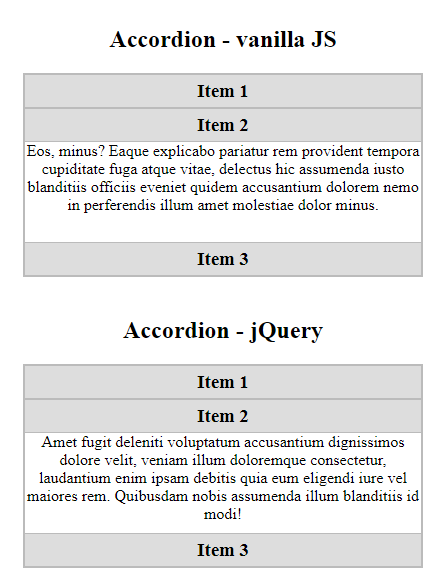 Accordion - vanilla JS
Item 1
Item 2
Eos, minus? Eaque explicabo pariatur rem provident tempora
cupiditate fuga atque vitae, delectus hic assumenda iusto
blanditiis officiis eveniet quidem accusantium dolorem nemo
in perferendis illum amet molestiae dolor minus.
Item 3
Accordion - jQuery
Item 1
Item 2
Amet fugit deleniti voluptatum accusantium dignissimos
dolore velit, veniam illum doloremque consectetur,
laudantium enim ipsam debitis quia eum eligendi iure vel
maiores rem. Quibusdam nobis assumenda illum blanditiis id
modi!
Item 3